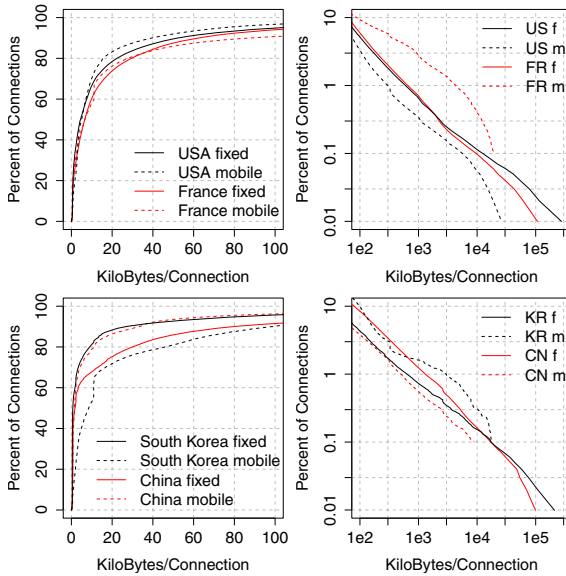 Percent of Connections
100
80
60
40
20
0
USA fixed
USA mobile
France fixed
France mobile
0 20 40 60 80 100
KiloBytes/Connection
Percent of Connections
10
1
0.1
0.01
US f
US m
FR f
FR m
1e2 1e3 1e4 1e5
KiloBytes/Connection
Percent of Connections
100
80
60
40
20
0
South Korea fixed
South Korea mobile
China fixed
China mobile
0 20 40 60 80 100
KiloBytes/Connection
Percent of Connections
10
1
0.1
0.01
KR f
KR m
CN f
CN m
1e2 1e3 1e4 1e5
KiloBytes/Connection